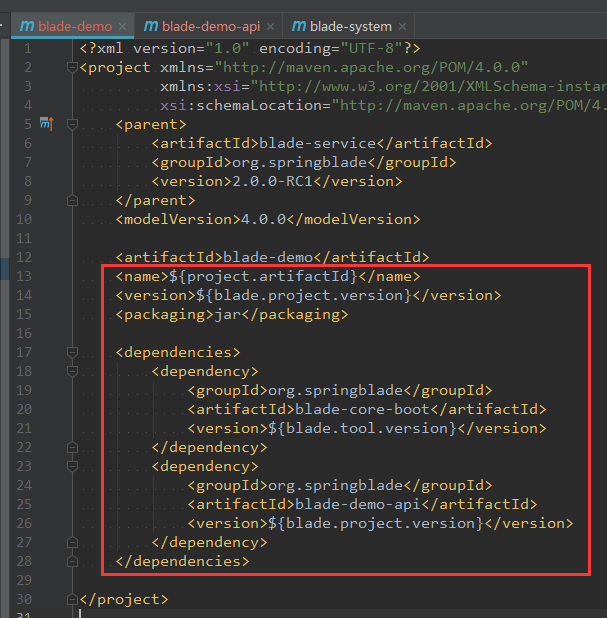 blade-demo × blade-demo-api × blade-system ×
1 <?xml version="1.0" encoding="UTF-8"?>
2 <project xmlns="http://maven.apache.org/POM/4.0.0"
3 xmlns:xsi="http://www.w3.org/2001/XMLSchema-instan
4 xsi:schemaLocation="http://maven.apache.org/POM/4.
5 <parent>
6 <artifactId>blade-service</artifactId>
7 <groupId>org.springblade</groupId>
8 <version>2.0.0-RC1</version>
9 </parent>
10 <modelVersion>4.0.0</modelVersion>
11
12 <artifactId>blade-demo</artifactId>
13 <name>${project.artifactId}</name>
14 <version>${blade.project.version}</version>
15 <packaging>jar</packaging>
16
17 <dependencies>
18 <dependency>
19 <groupId>org.springblade</groupId>
20 <artifactId>blade-core-boot</artifactId>
21 <version>${blade.tool.version}</version>
22 </dependency>
23 <dependency>
24 <groupId>org.springblade</groupId>
25 <artifactId>blade-demo-api</artifactId>
26 <version>${blade.project.version}</version>
27 </dependency>
28 </dependencies>
29
30 </project>
31